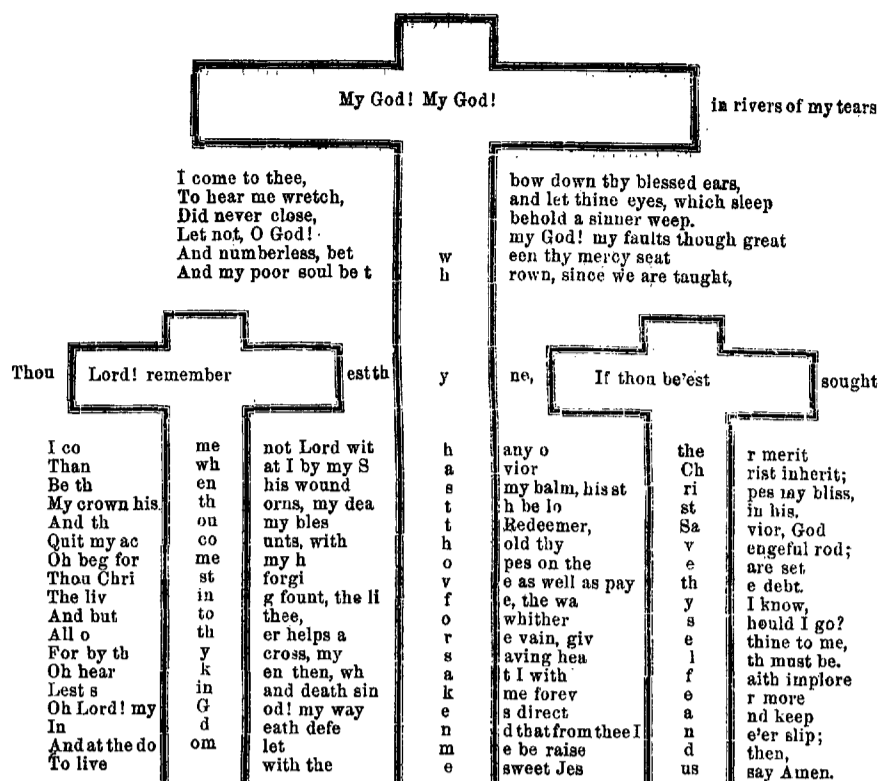 My God! My God! in rivers of my tears
I come to thee, bow down thy blessed ears,
To hear me wretch, and let thine eyes, which sleep
Did never close, behold a sinner weep.
Let not, O God! my God! my faults though great
And numberless, bet w een thy mercy seat
And my poor soul be t h rown, since we are taught,
Thou Lord! remember est th y ne, If thou be'est sought
I co me not Lord wit h any o the r merit
Than wh at I by my S a vior Ch rist inherit;
Be th en his wound s my balm, his st ri pes my bliss,
My crown his th orns, my dea t h be lo st in his.
And th ou my bles t Redeemer, Sa vior, God
Quit my ac co unts, with h old thy v engeful rod;
Oh beg for me my h o pes on the e are set
Thou Chri st forgi v e as well as pay th e debt.
The liv in g fount, the li f e, the wa y I know,
And but to thee, o whither s hould I go?
All o th er helps a r e vain, giv e thine to me,
For by th y cross, my s aving hea l th must be.
Oh hear k en then, wh a t I with f aith implore
Lest s in and death sin k me forev e r more
Oh Lord! my G od! my way e s direct a nd keep
In d eath defe n d that from thee I n e'er slip;
And at the do om let m e be raise d then,
To live with the e sweet Jes us say Amen.